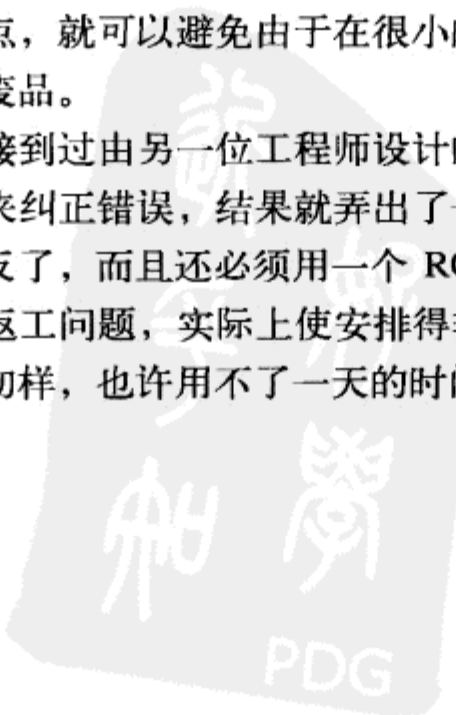 点，就可以避免由于在很小
废品。
接到过由另一位工程师设计
来纠正错误，结果就弄出了
反了，而且还必须用一个 RC
返工问题，实际上使安排得
初样，也许用不了一天的时间
PDG